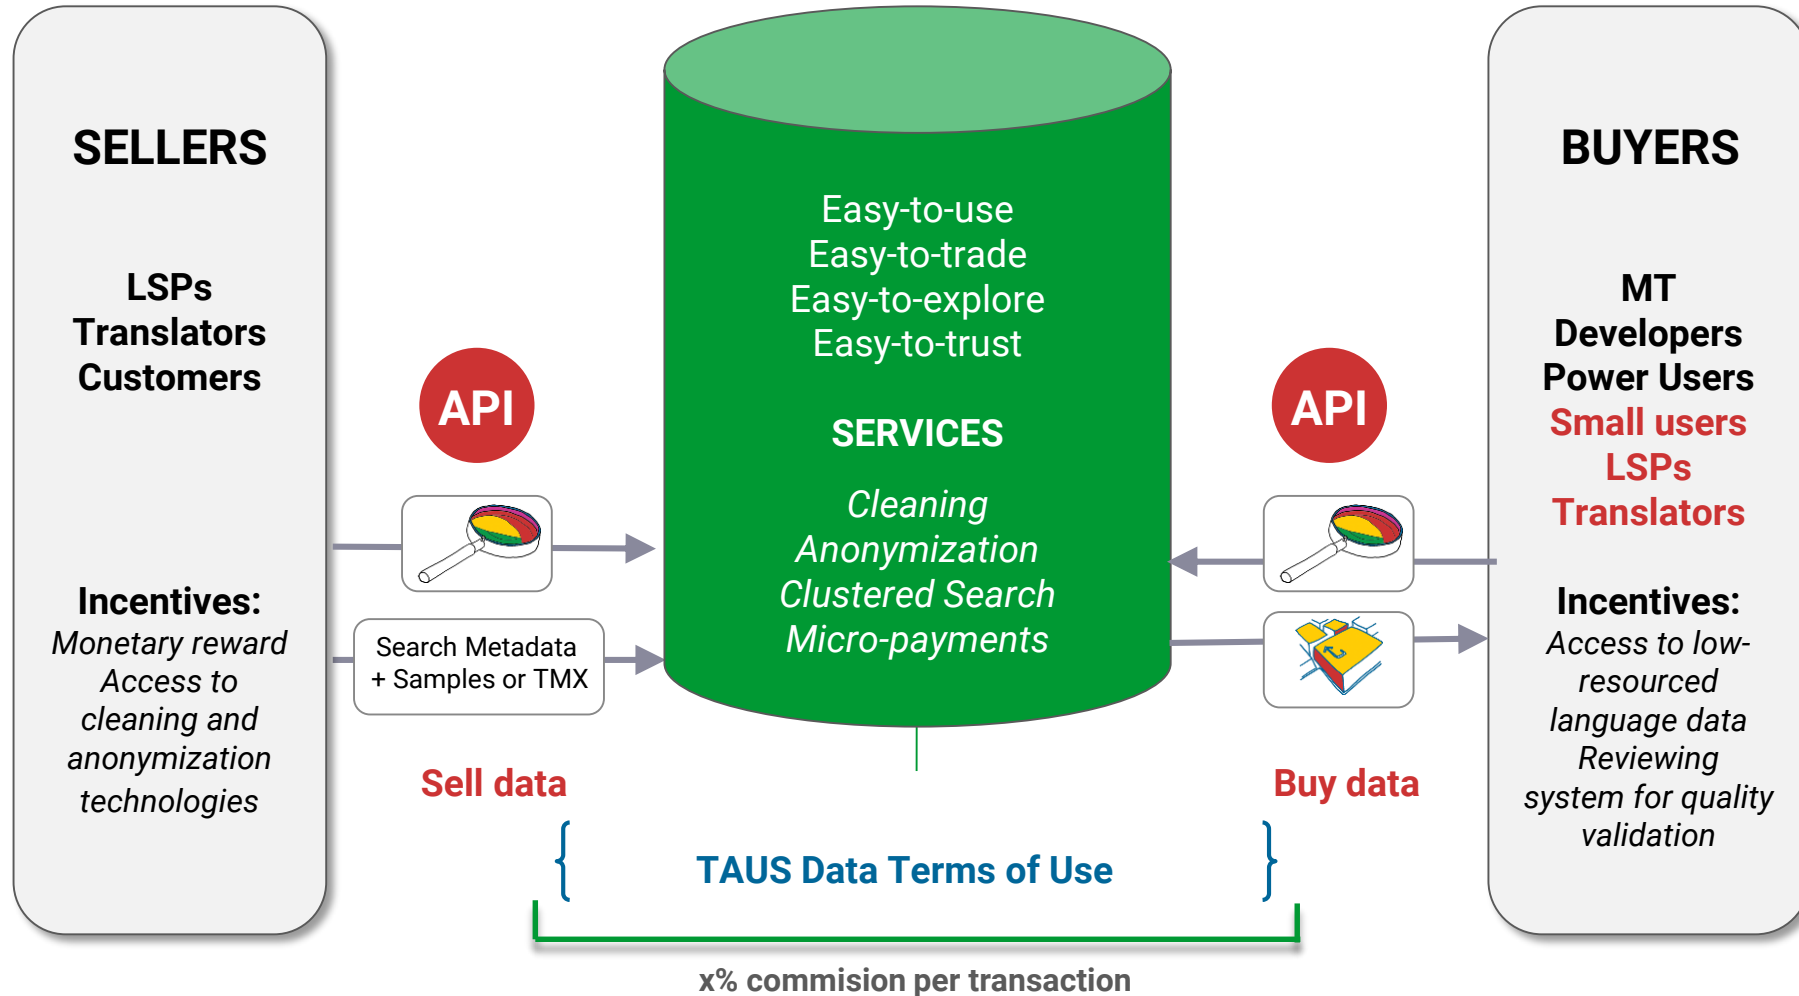 SELLERS
LSPs
Translators
Customers
Incentives:
Monetary reward
Access to
cleaning and
anonymization
technologies
API
Search Metadata
+ Samples or TMX
Sell data
Easy-to-use
Easy-to-trade
Easy-to-explore
Easy-to-trust
SERVICES
Cleaning
Anonymization
Clustered Search
Micro-payments
API
Buy data
BUYERS
MT
Developers
Power Users
Small users
LSPs
Translators
Incentives:
Access to low-
resourced
language data
Reviewing
system for quality
validation
{ TAUS Data Terms of Use }
x% commision per transaction